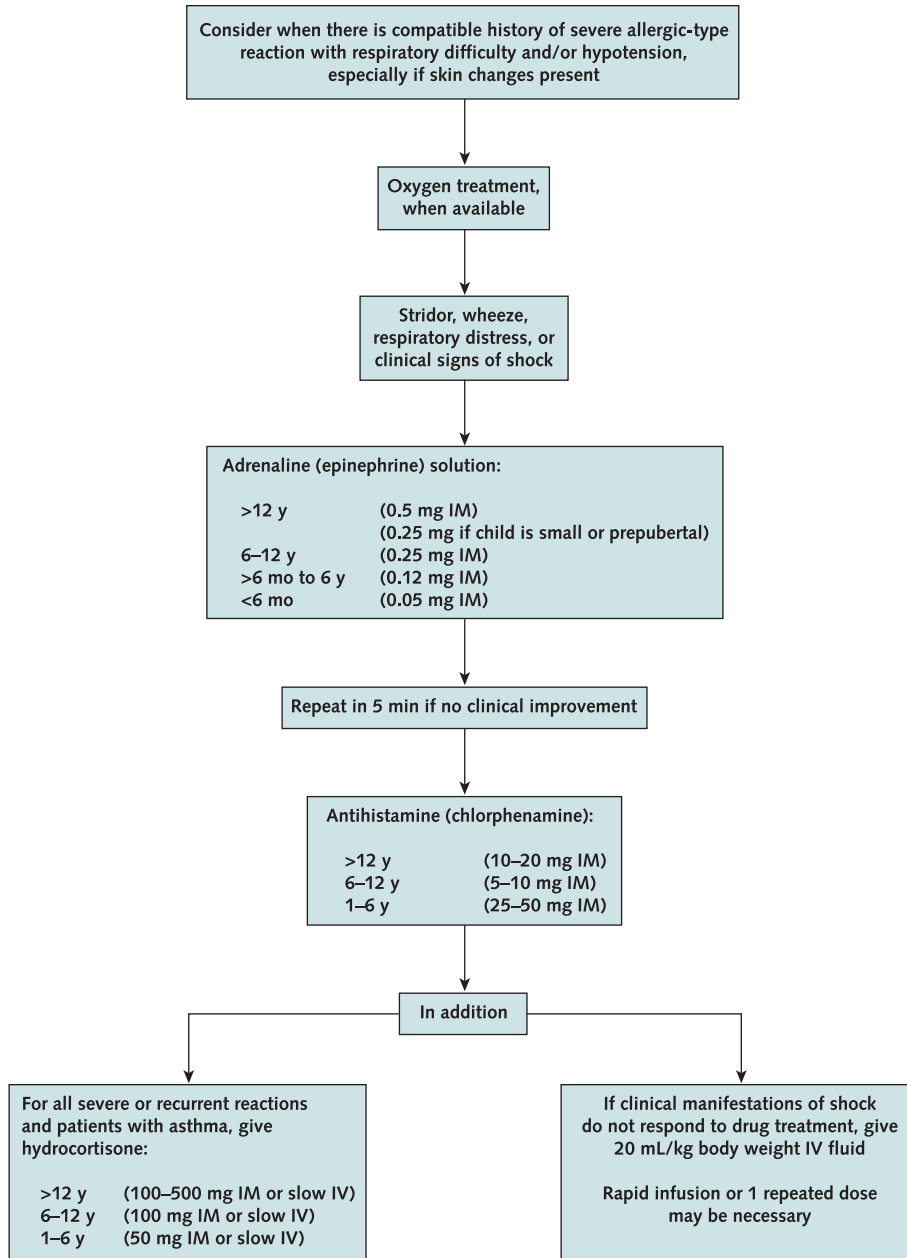 Consider when there is compatible history of severe allergic-type
reaction with respiratory difficulty and/or hypotension,
especially if skin changes present
Oxygen treatment,
when available
Stridor, wheeze,
respiratory distress, or
clinical signs of shock
Adrenaline (epinephrine) solution:
>12 y (0.5 mg IM)
(0.25 mg if child is small or prepubertal)
6–12 y (0.25 mg IM)
>6 mo to 6 y (0.12 mg IM)
<6 mo (0.05 mg IM)
Repeat in 5 min if no clinical improvement
Antihistamine (chlorphenamine):
>12 y (10–20 mg IM)
6–12 y (5–10 mg IM)
1–6 y (25–50 mg IM)
In addition
For all severe or recurrent reactions
and patients with asthma, give
hydrocortisone:
>12 y (100–500 mg IM or slow IV)
6–12 y (100 mg IM or slow IV)
1–6 y (50 mg IM or slow IV)
If clinical manifestations of shock
do not respond to drug treatment, give
20 mL/kg body weight IV fluid
Rapid infusion or 1 repeated dose
may be necessary